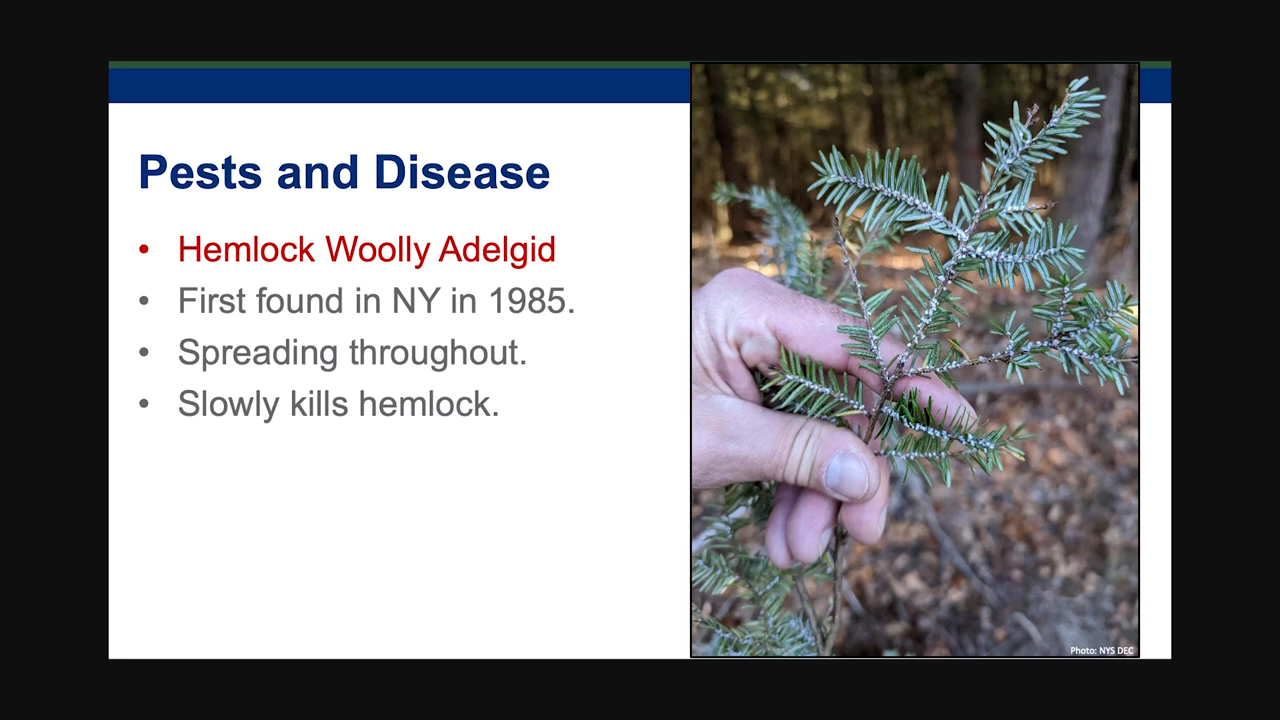 Pests and Disease
• Hemlock Woolly Adelgid
• First found in NY in 1985.
• Spreading throughout.
• Slowly kills hemlock.
Photo: NYS DEC